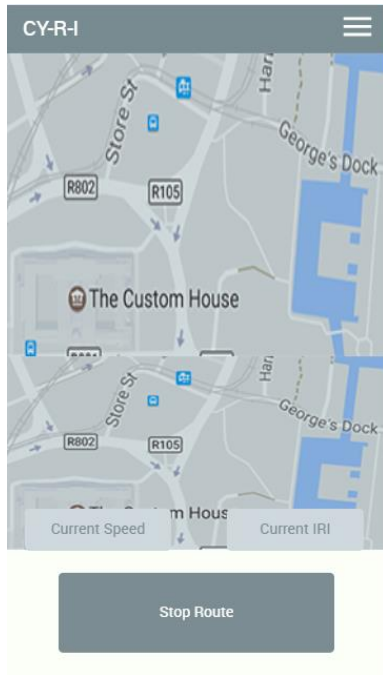 CY-R-I
Store St
Har
George's Dock
R802
R105
The Custom House
Store St
Har
George's Dock
R802
R105
m Hous
Current Speed
Current IRI
Stop Route